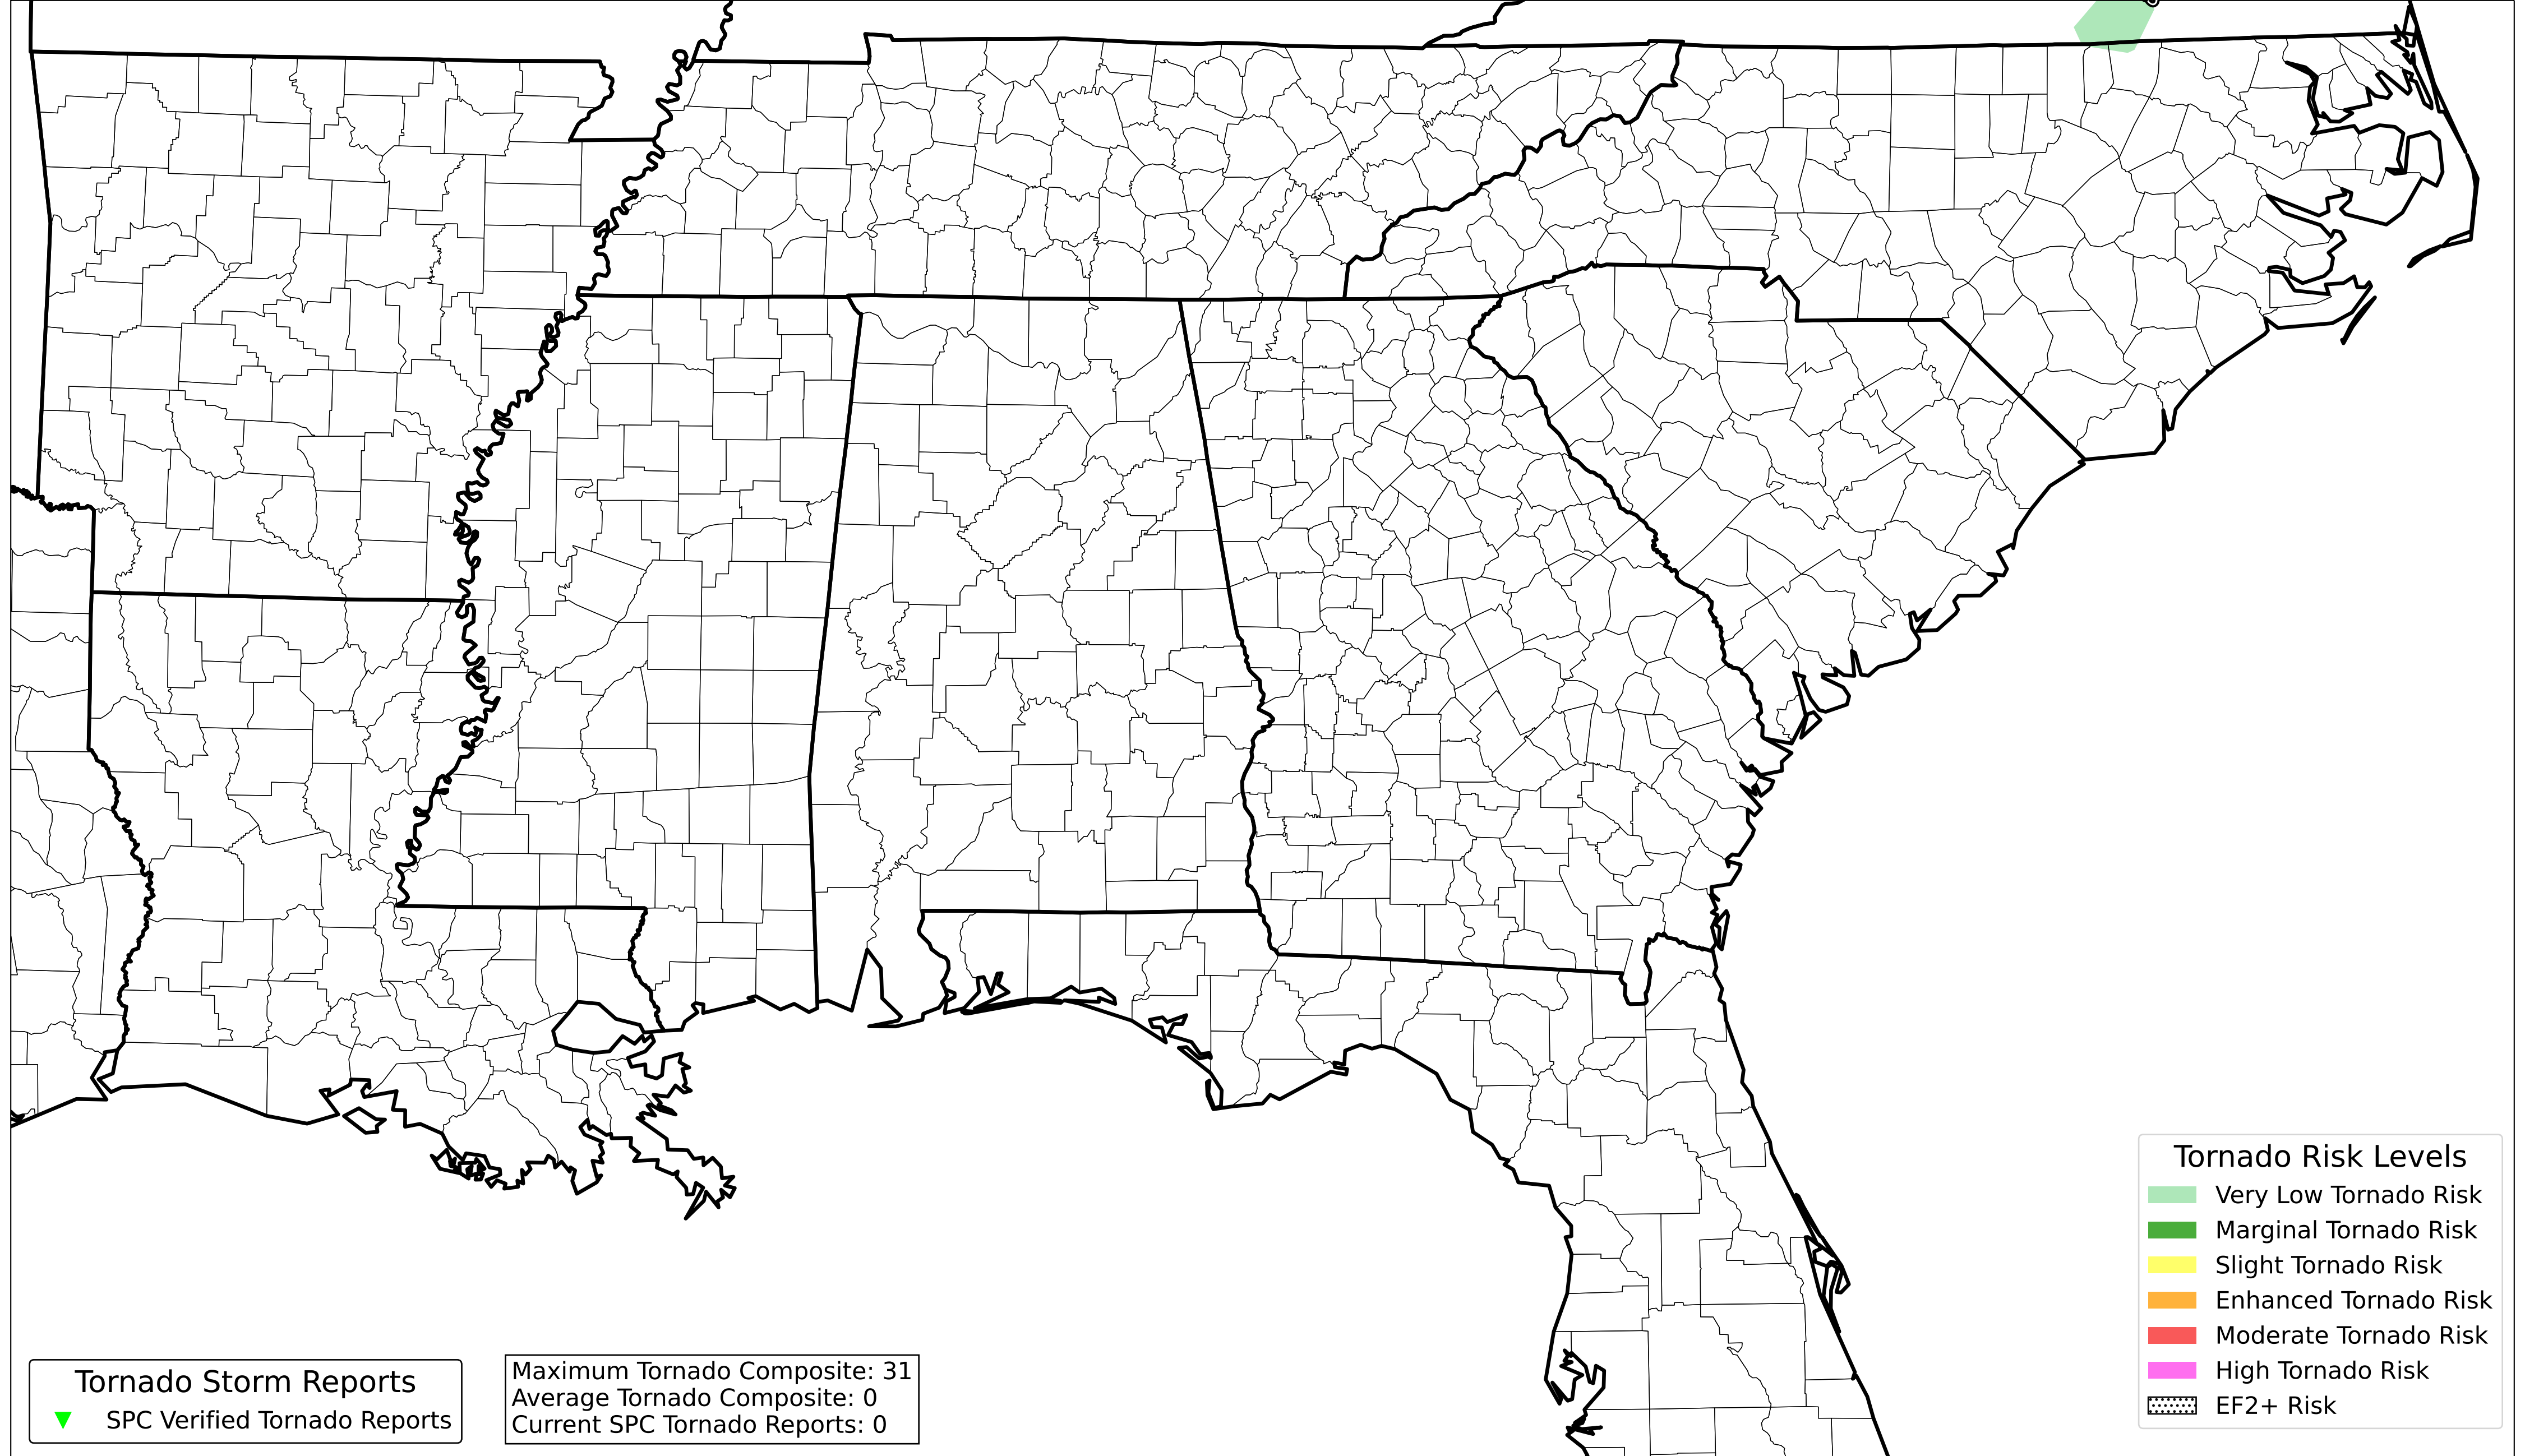 Tornado Risk Levels
Very Low Tornado Risk
Marginal Tornado Risk
Slight Tornado Risk
Enhanced Tornado Risk
Moderate Tornado Risk
High Tornado Risk
EF2+ Risk
Tornado Storm Reports
SPC Verified Tornado Reports
Maximum Tornado Composite: 31
Average Tornado Composite: 0
Current SPC Tornado Reports: 0